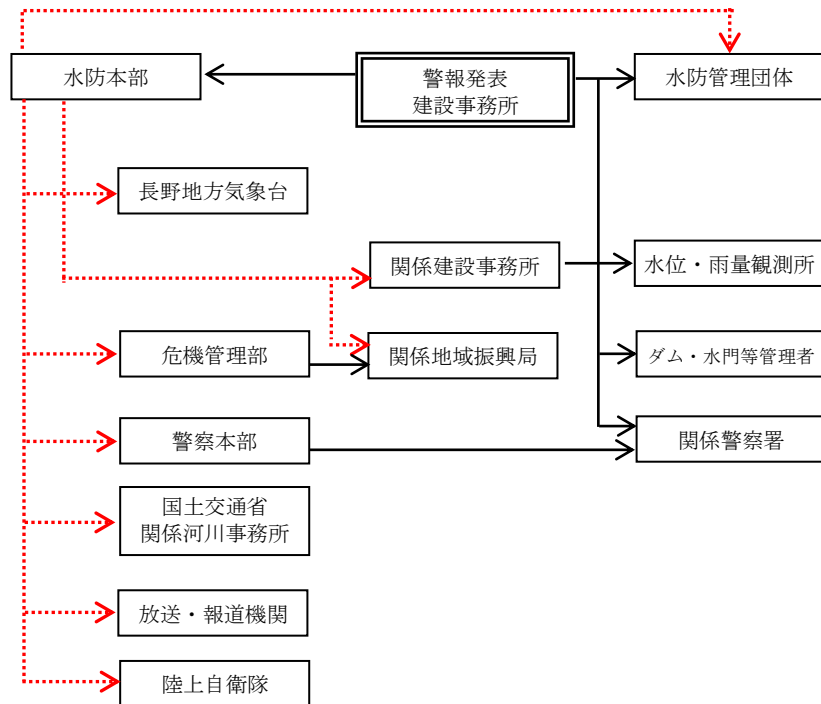 水防本部
警報発表
建設事務所
水防管理団体
長野地方気象台
関係建設事務所
水位・雨量観測所
危機管理部
関係地域振興局
ダム・水門等管理者
警察本部
関係警察署
国土交通省
関係河川事務所
放送・報道機関
陸上自衛隊